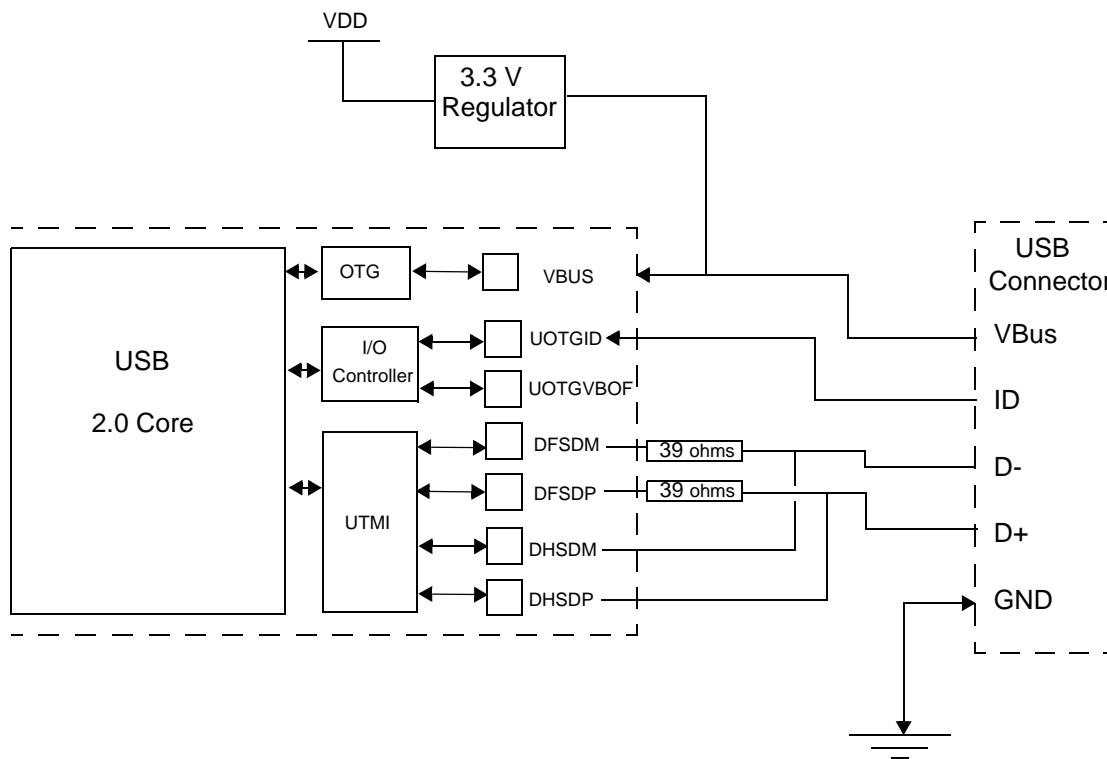 VDD
3.3 V
Regulator
USB
2.0 Core
OTG
I/O
Controller
UTMI
VBUS
UOTGID
UOTGVBOF
DFSDM
DFSDP
DHSDM
DHSDP
39 ohms
39 ohms
USB
Connector
VBus
ID
D-
D+
GND